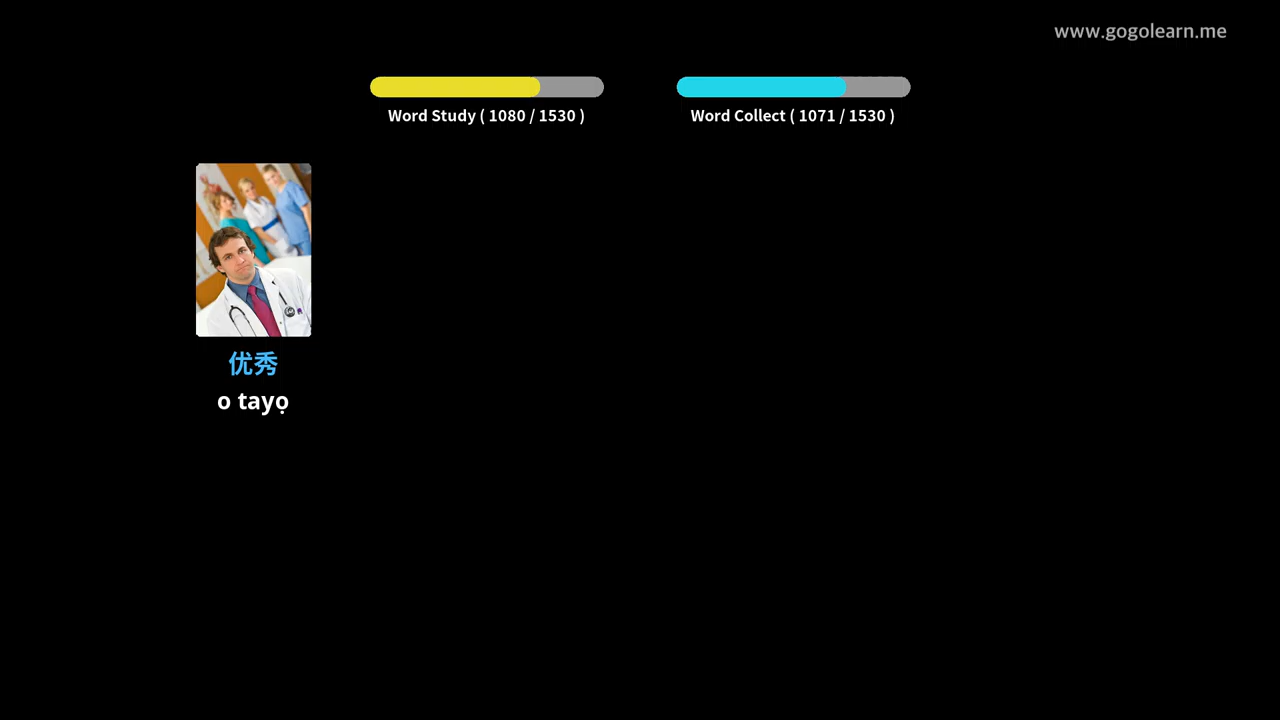 www.gogolearn.me
Word Study ( 1080 / 1530 )
Word Collect ( 1071 / 1530 )
优秀
o tayọ